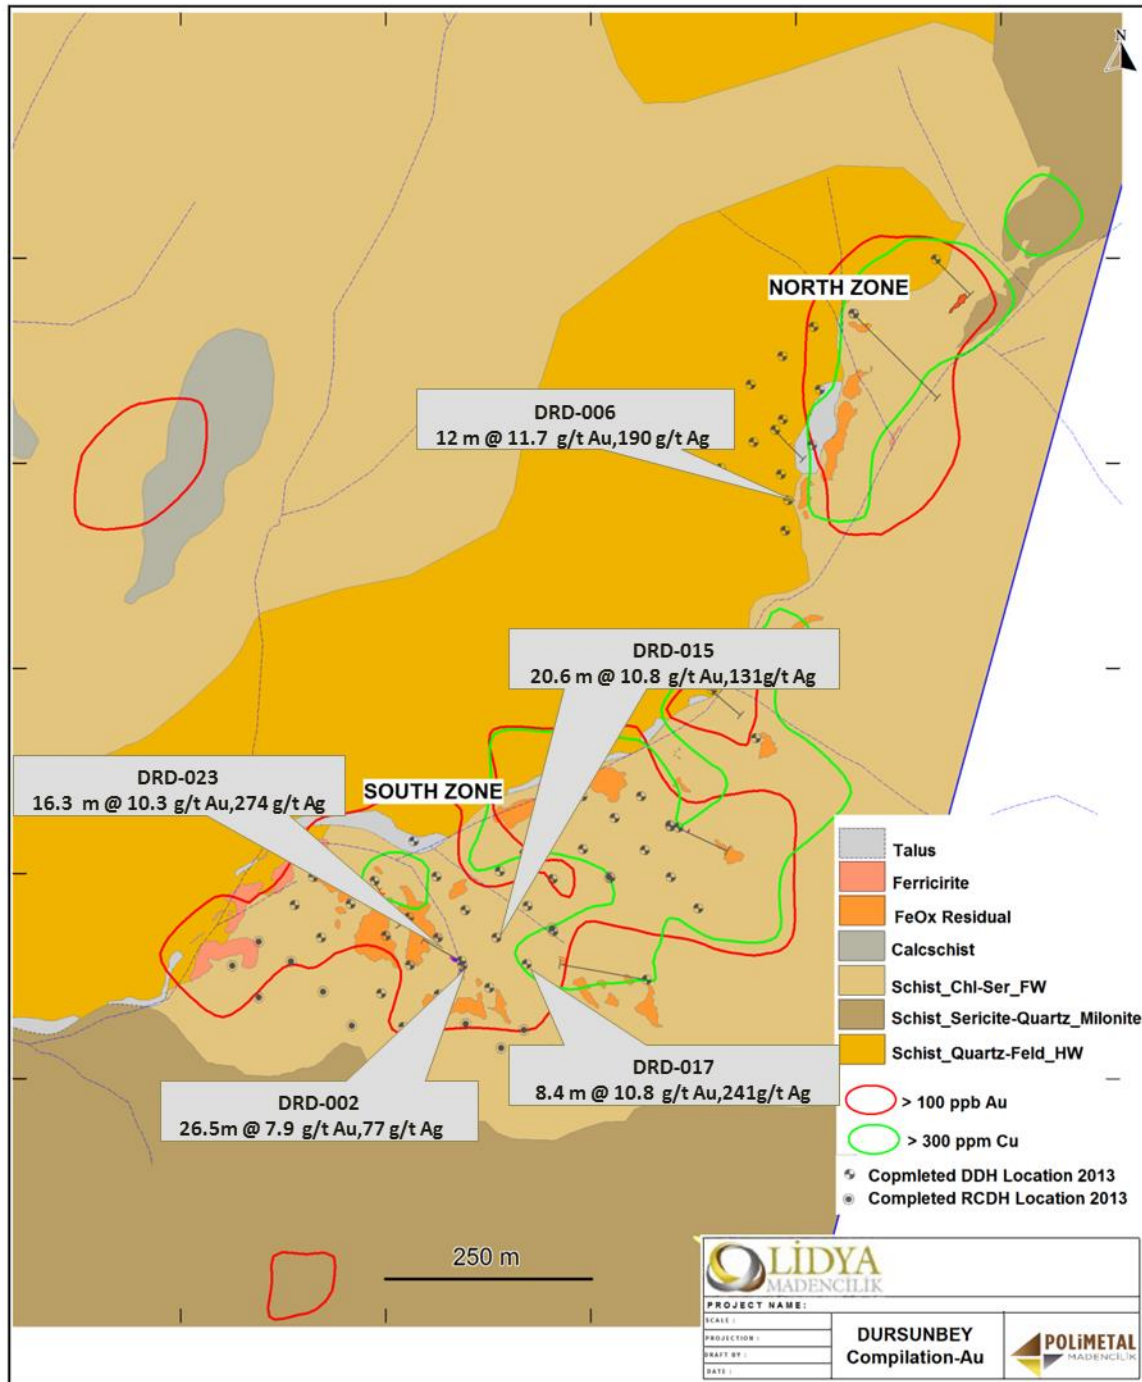 N
NORTH ZONE
DRD-006
12 m @ 11.7 g/t Au,190 g/t Ag
DRD-015
20.6 m @ 10.8 g/t Au,131g/t Ag
DRD-023
16.3 m @ 10.3 g/t Au,274 g/t Ag
SOUTH ZONE
DRD-017
8.4 m @ 10.8 g/t Au,241g/t Ag
DRD-002
26.5m @ 7.9 g/t Au,77 g/t Ag
Talus
Ferricirite
FeOx Residual
Calcschist
Schist_Chl-Ser_FW
Schist_Sericite-Quartz_Milonite
Schist_Quartz-Feld_HW
> 100 ppb Au
> 300 ppm Cu
Copmleted DDH Location 2013
Completed RCDH Location 2013
250 m
LİDYA
MADENCİLİK
PROJECT NAME:
SCALE :
PROJECTION :
DRAFT BY :
DATE :
DURSUNBEY
Compilation-Au
POLİMETAL
MADENCİLİK